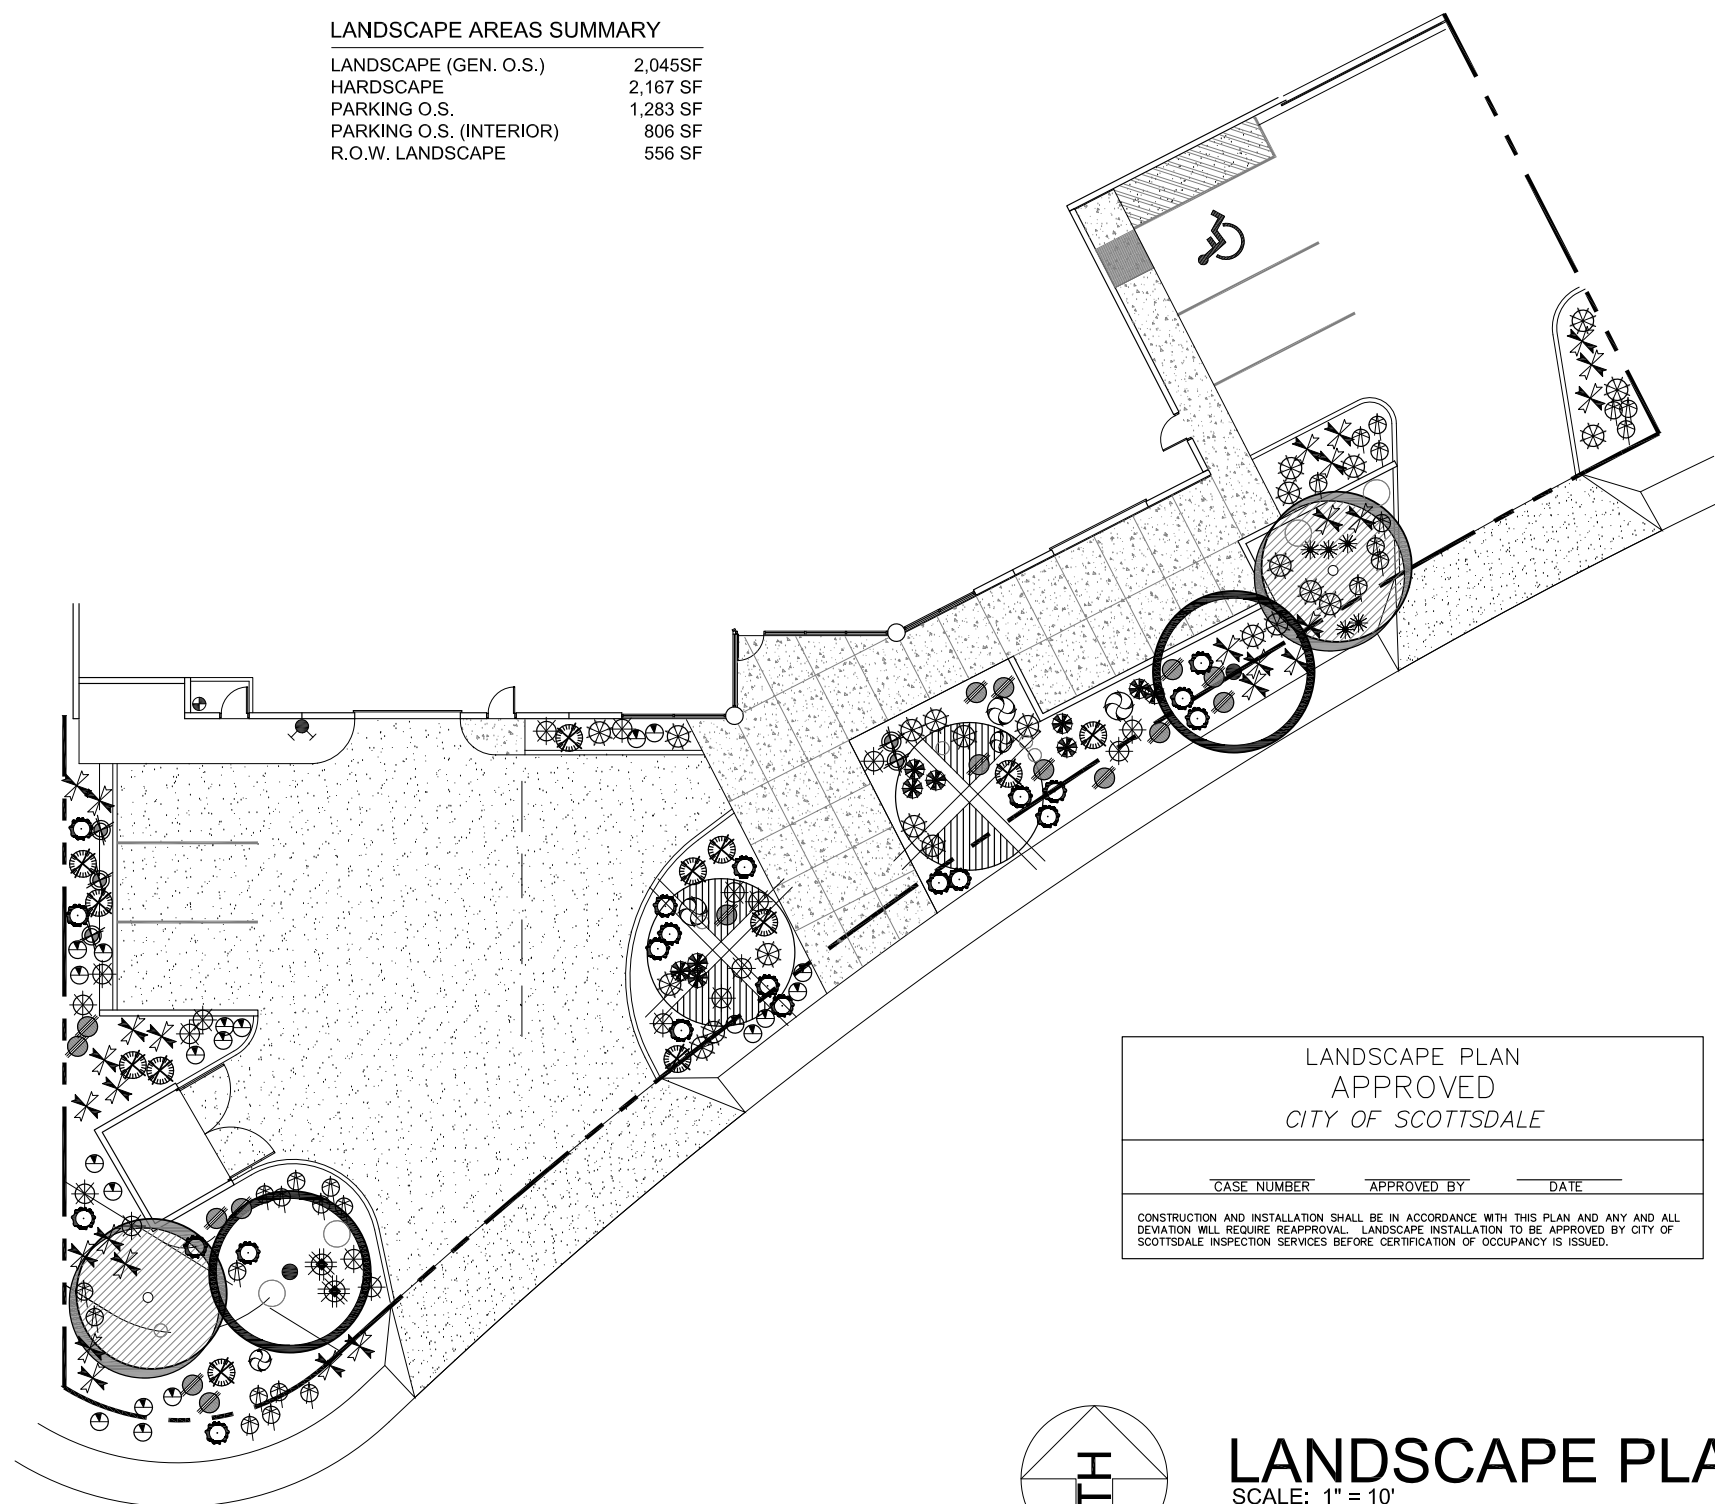 LANDSCAPE AREAS SUMMARY
LANDSCAPE (GEN. O.S.) 2,045SF
HARDSCAPE 2,167 SF
PARKING O.S. 1,283 SF
PARKING O.S. (INTERIOR) 806 SF
R.O.W. LANDSCAPE 556 SF
LANDSCAPE PLAN
APPROVED
CITY OF SCOTTSDALE
CASE NUMBER APPROVED BY DATE
CONSTRUCTION AND INSTALLATION SHALL BE IN ACCORDANCE WITH THIS PLAN AND ANY AND ALL
DEVIATION WILL REQUIRE REAPPROVAL. LANDSCAPE INSTALLATION TO BE APPROVED BY CITY OF
SCOTTSDALE INSPECTION SERVICES BEFORE CERTIFICATION OF OCCUPANCY IS ISSUED.
TH
LANDSCAPE PLA
SCALE: 1" = 10'